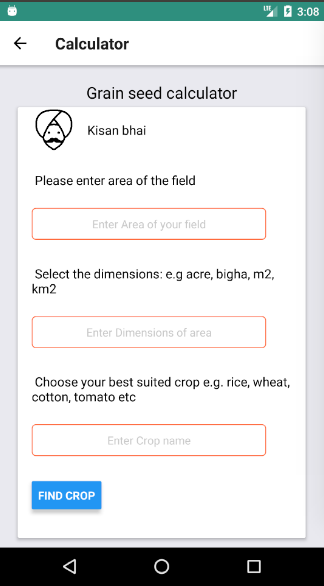 LTE 3:08
Calculator
Grain seed calculator
Kisan bhai
Please enter area of the field
Enter Area of your field
Select the dimensions: e.g acre, bigha, m2,
km2
Enter Dimensions of area
Choose your best suited crop e.g. rice, wheat,
cotton, tomato etc
Enter Crop name
FIND CROP